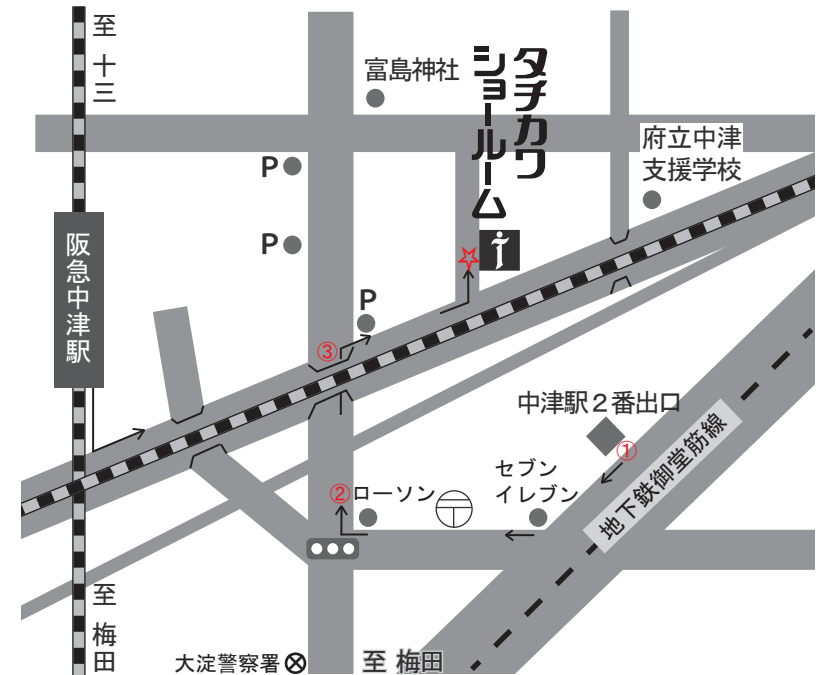 至十三
富島神社
タチカワ
ショールーム
府立中津
支援学校
P
P
阪急中津駅
P
③
中津駅２番出口
①
地下鉄御堂筋線
セブン
イレブン
②
ローソン
至梅田
大淀警察署
至 梅田